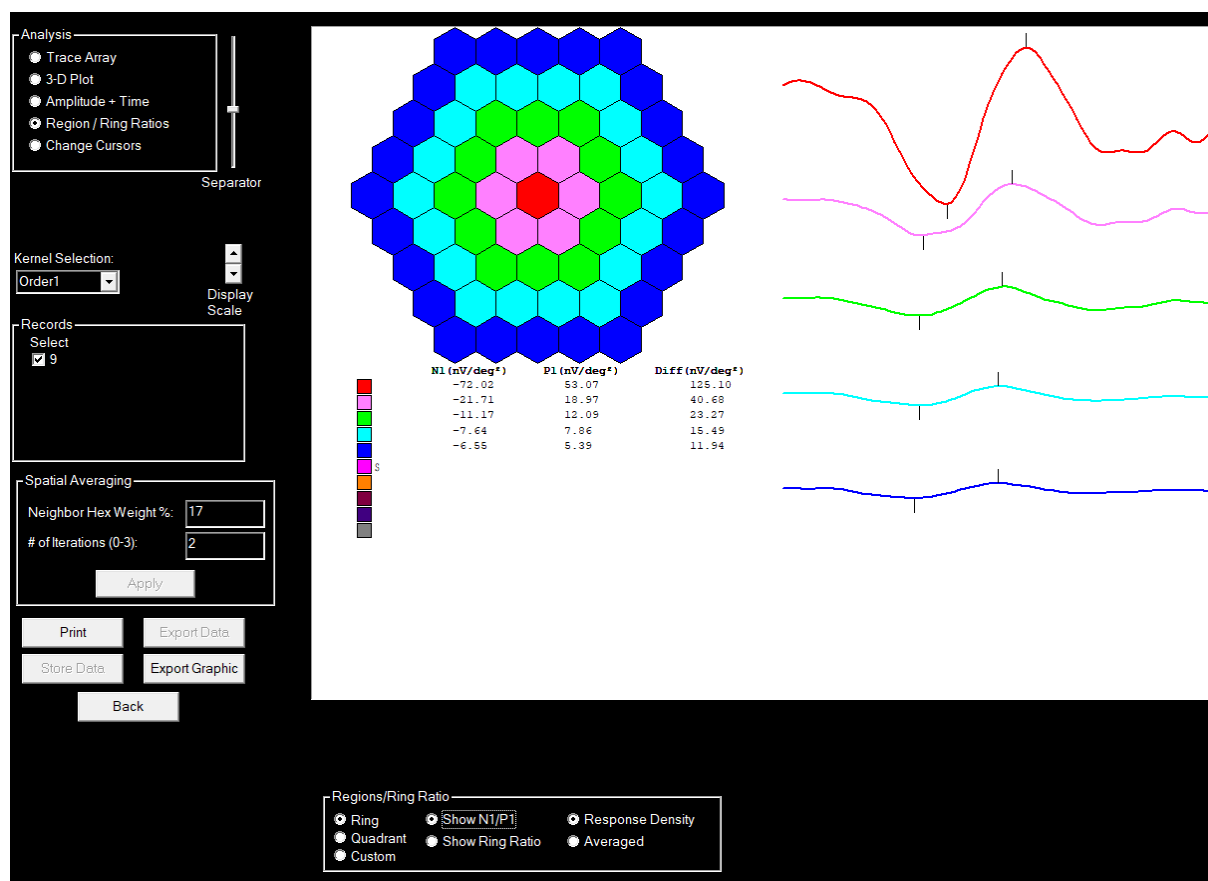 Analysis
Trace Array
3-D Plot
Amplitude + Time
Region / Ring Ratios
Change Cursors
Separator
Kernel Selection:
Order1
Display
Scale
Records
Select
9
Spatial Averaging
Neighbor Hex Weight %: 17
# of Iterations (0-3): 2
Apply
Print Export Data
Store Data Export Graphic
Back
N1(nV/deg²) P1(nV/deg²) Diff(nV/deg²)
-72.02 53.07 125.10
-21.71 18.97 40.68
-11.17 12.09 23.27
-7.64 7.86 15.49
-6.55 5.39 11.94
S
Regions/Ring Ratio
Ring Show N1/P1 Response Density
Quadrant Show Ring Ratio Averaged
Custom